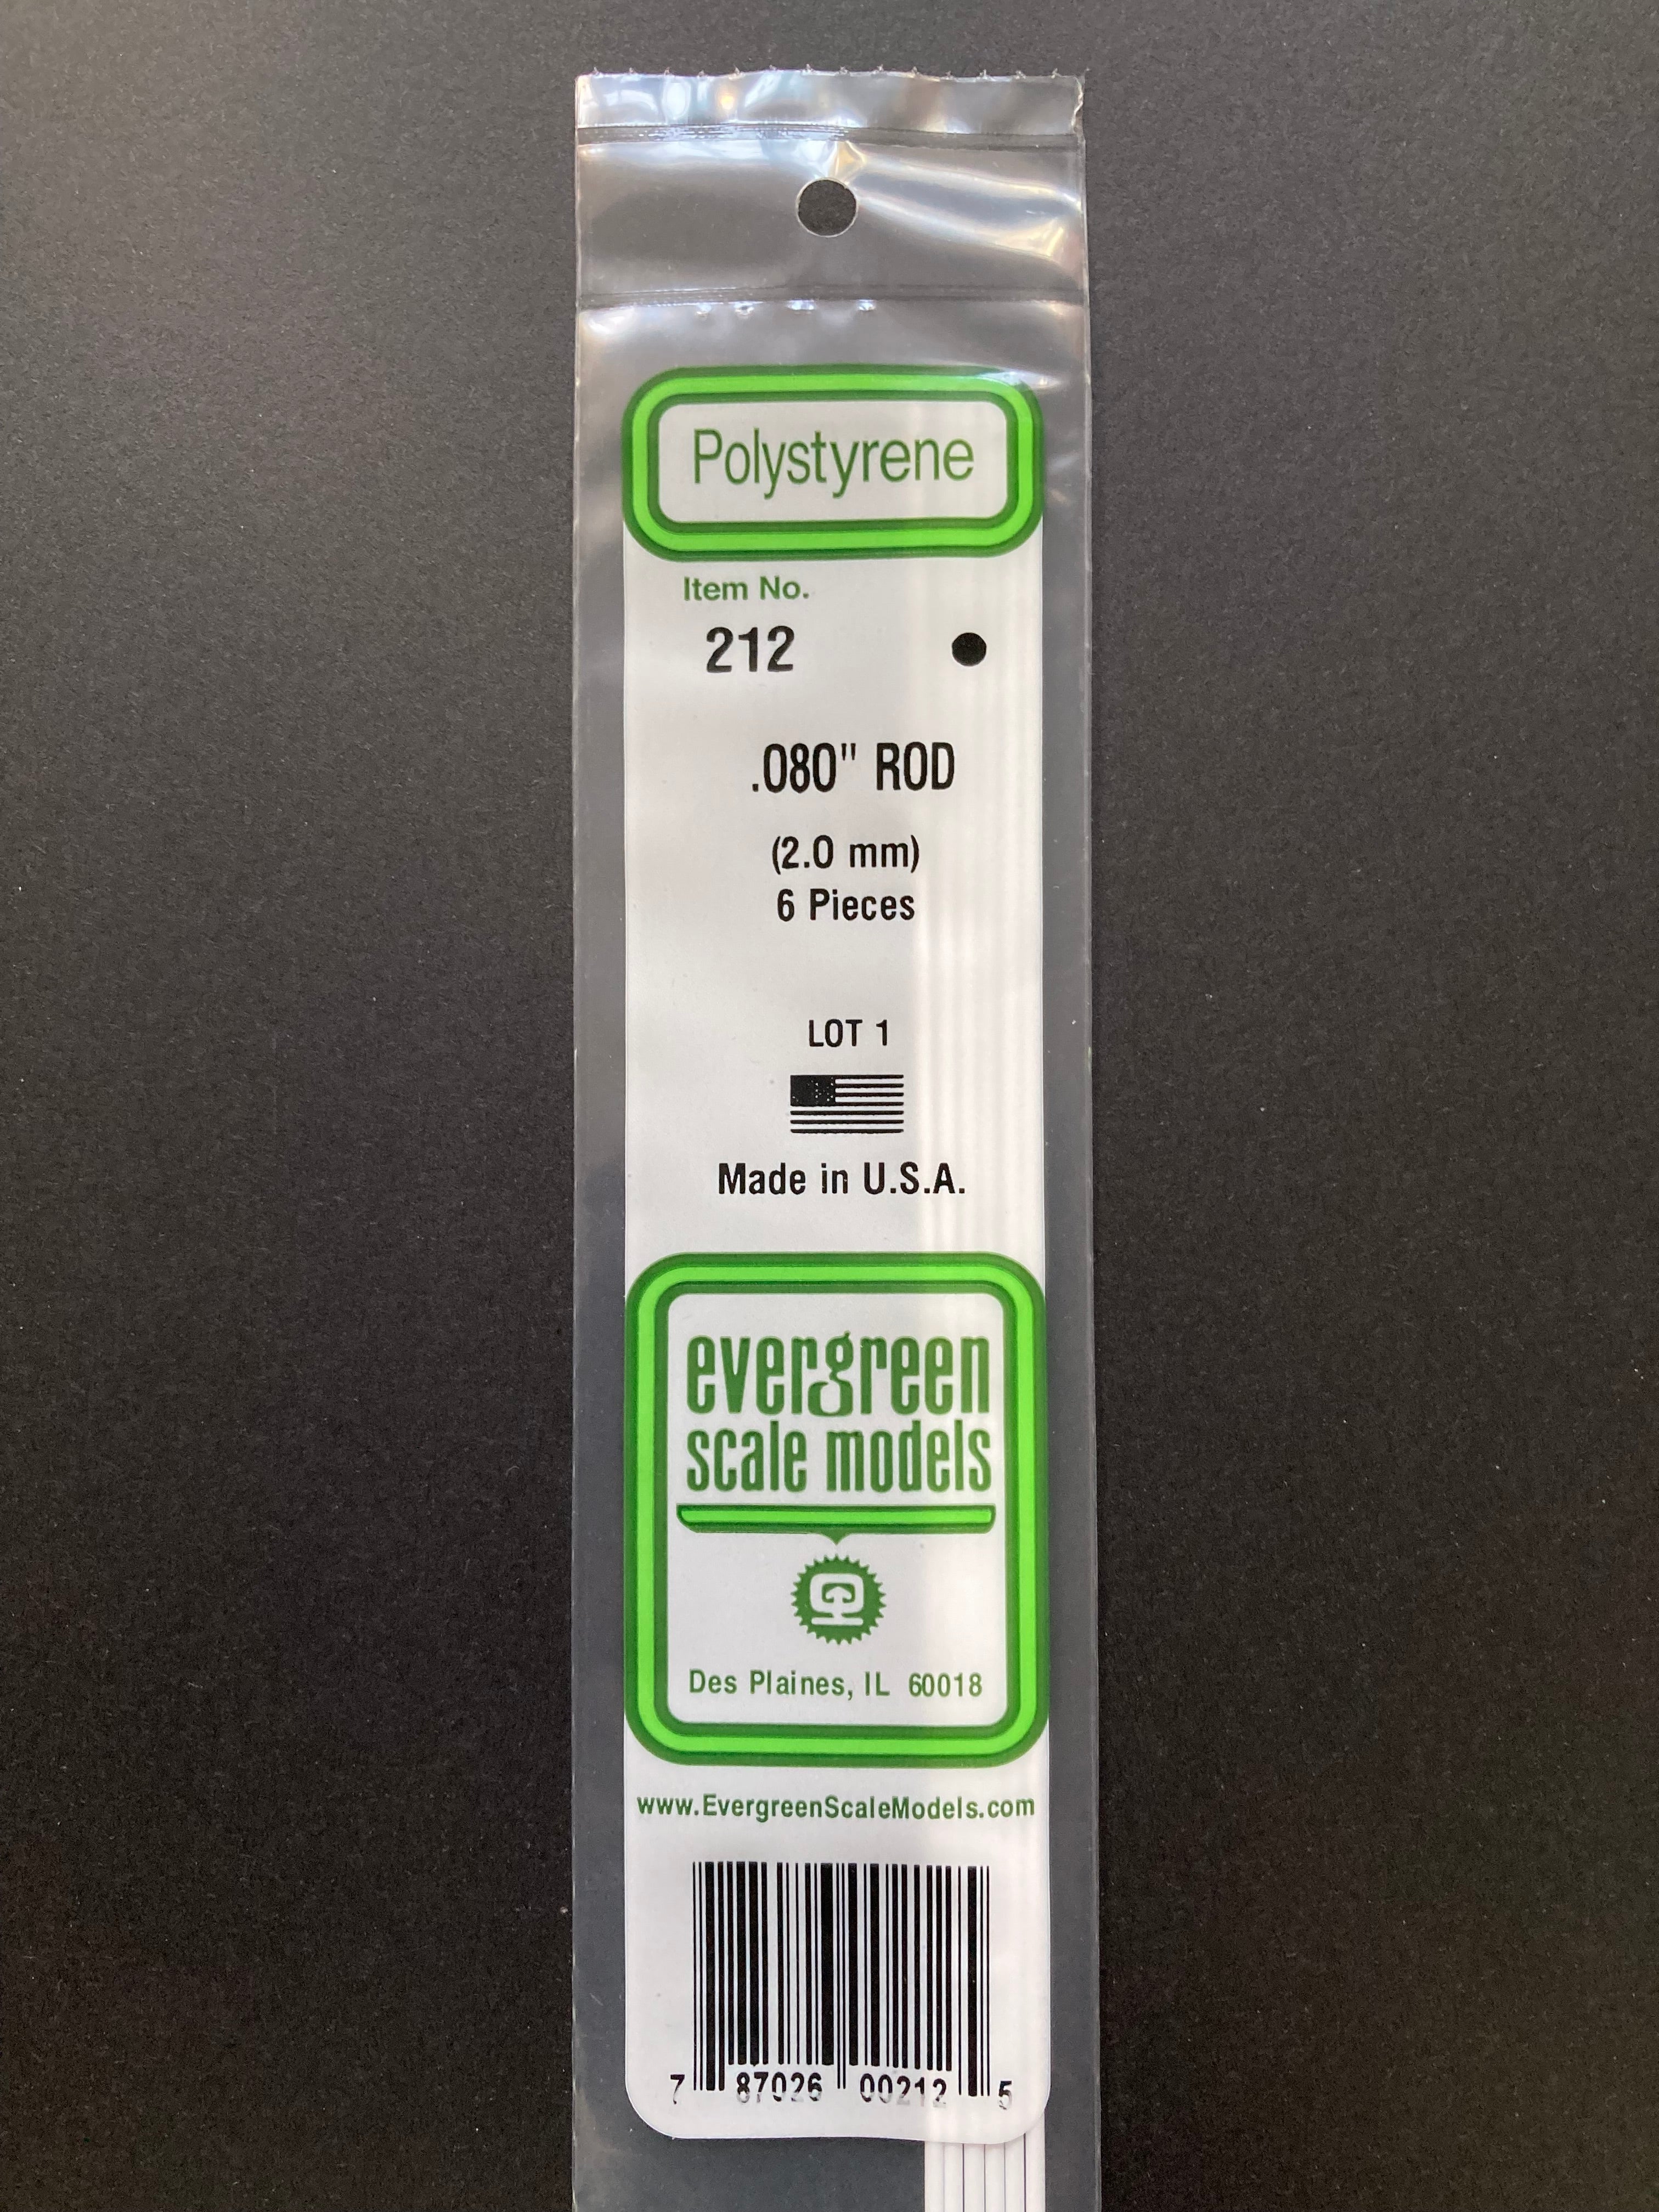 Polystyrene
Item No.
212
.080" ROD
(2.0 mm)
6 Pieces
LOT 1
Made in U.S.A.
evergreen
scale models
Des Plaines, IL 60018
www.EvergreenScaleModels.com
7 87026 00212 5